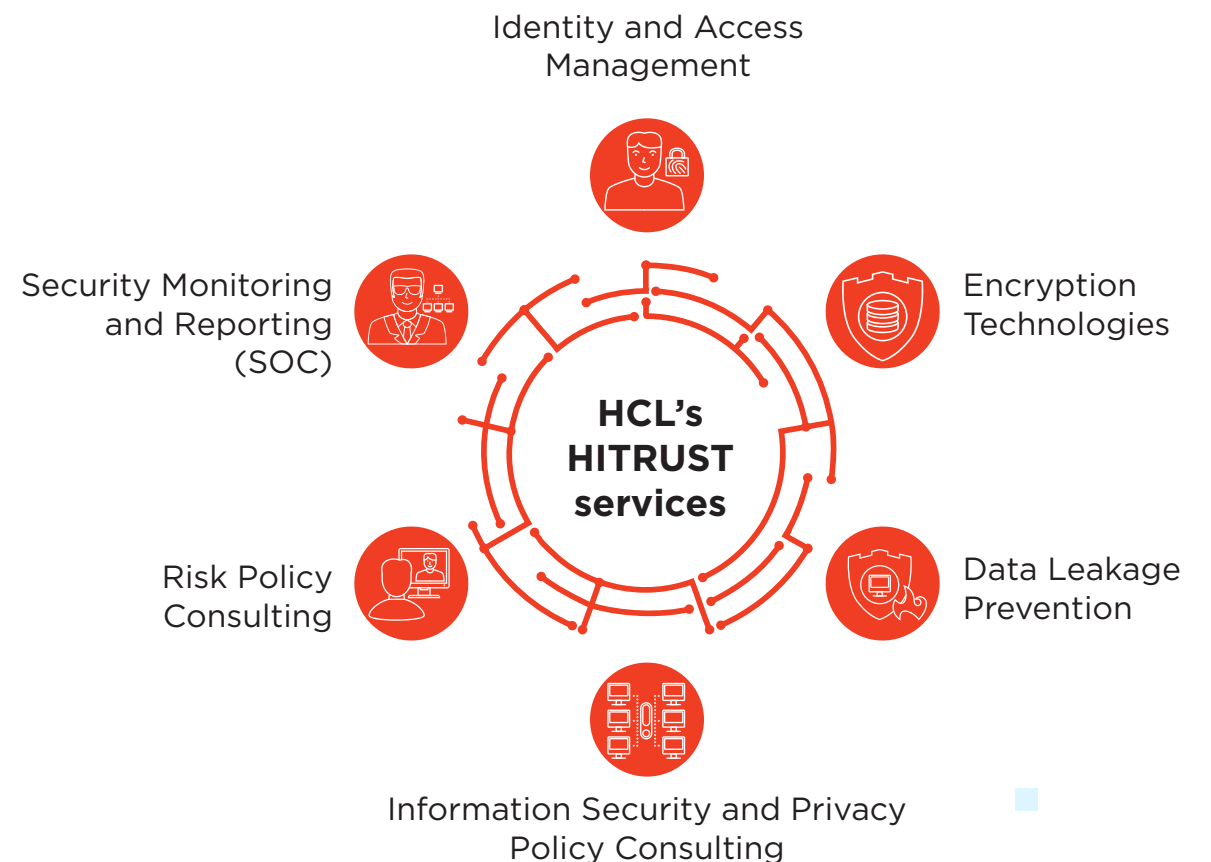 Identity and Access
Management
Security Monitoring
and Reporting
(SOC)
Encryption
Technologies
HCL's
HITRUST
services
Risk Policy
Consulting
Data Leakage
Prevention
Information Security and Privacy
Policy Consulting